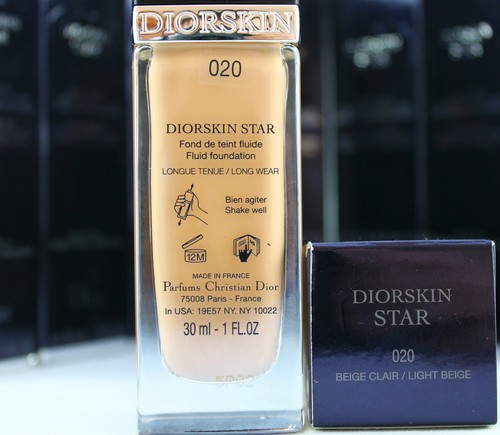 DIORSKIN
020
DIORSKIN STAR
Fond de teint fluide
Fluid foundation
LONGUE TENUE / LONG WEAR
Bien agiter
Shake well
12M
MADE IN FRANCE
Parfums Christian Dior
75008 Paris - France
In USA: 19E57 NY. NY 10022
30 ml - 1 FL.OZ
DIORSKIN
STAR
020
BEIGE CLAIR / LIGHT BEIGE